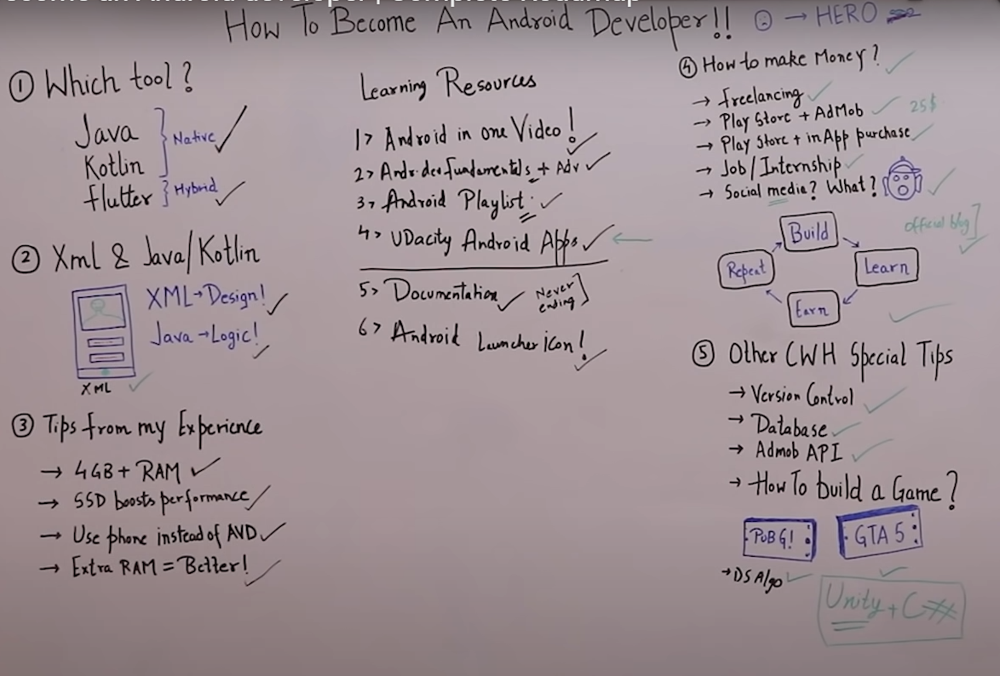 How To Become An Android Developer!! → HERO
① Which tool?
Java
Kotlin
Native
Flutter
Hybrid
② Xml & Java/Kotlin
XML→Design!
Java→Logic!
XML
③ Tips from my Experience
→ 4GB+ RAM
→ SSD boosts performance
→ Use phone instead of AVD
→ Extra RAM = Better!
Learning Resources
1> Android in one Video!
2> Andr. dev. fundamentals + Adv
3> Android Playlist
4> UDacity Android Apps
5> Documentation
Never
ending
6> Android Launcher icon!
④ How to make Money?
→ freelancing
→ Play Store + AdMob
25$
→ Play Store + in App purchase
→ Job/Internship
→ Social media? What?
official blog
Build
Learn
Earn
Repeat
⑤ Other CWH Special Tips
→ Version Control
→ Database
→ Admob API
→ How To build a Game?
PUBG!
GTA 5
→ DS Algo
Unity + C#